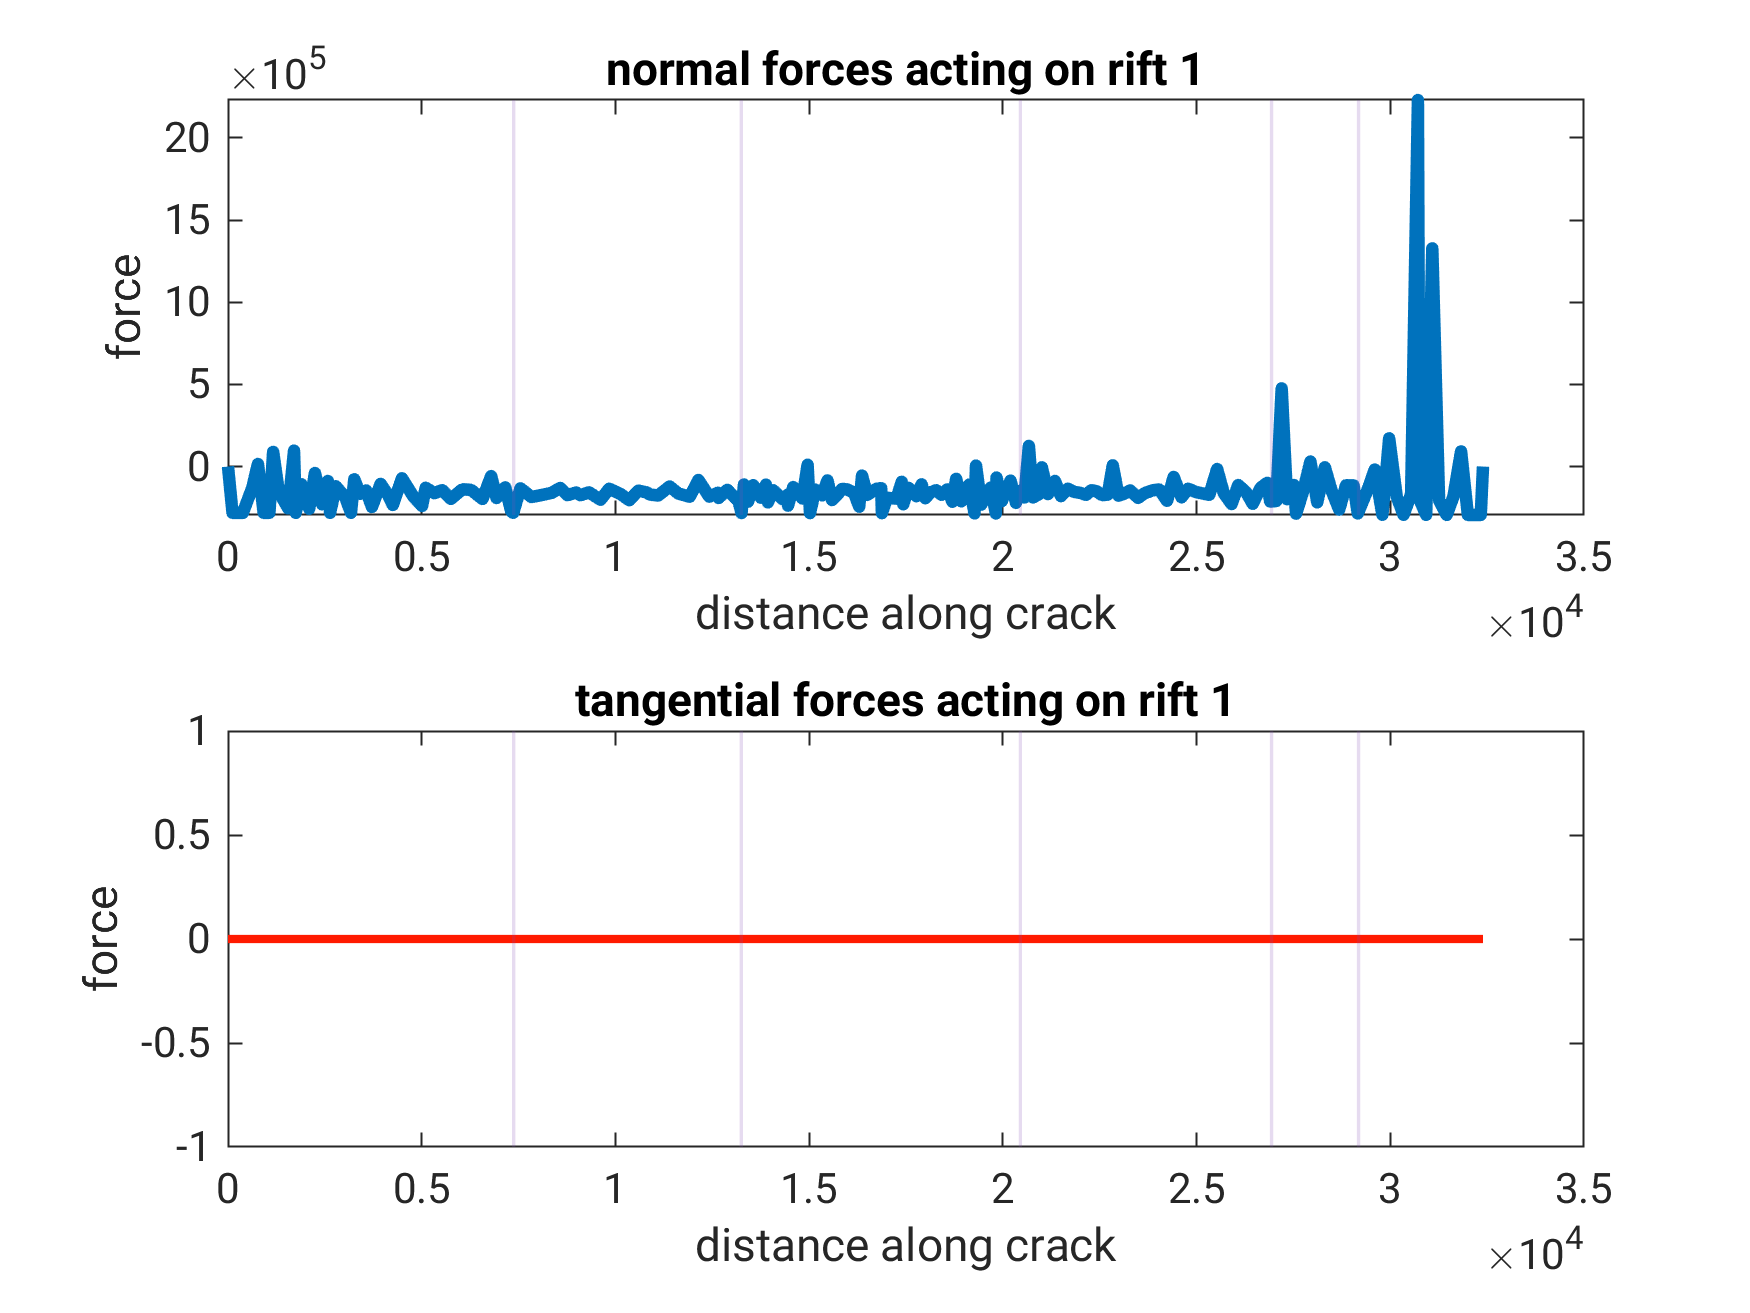 normal forces acting on rift 1
×10^5
20
15
10
5
0
force
0 0.5 1 1.5 2 2.5 3 3.5
distance along crack
×10^4
tangential forces acting on rift 1
1
0.5
0
-0.5
-1
force
0 0.5 1 1.5 2 2.5 3 3.5
distance along crack
×10^4